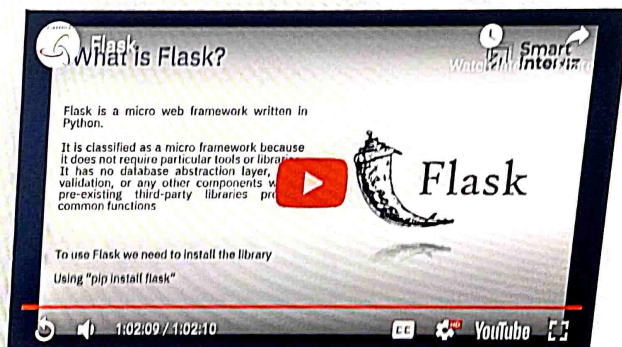 Flask
What is Flask?
Smart
Interviz
Flask is a micro web framework written in
Python.
It is classified as a micro framework because
it does not require particular tools or
It has no database abstraction layer,
validation, or any other components
pre-existing third-party libraries
common functions
Flask
To use Flask we need to install the library
Using "pip install flask"
1:02:09 / 1:02:10
CC
HD
YouTube